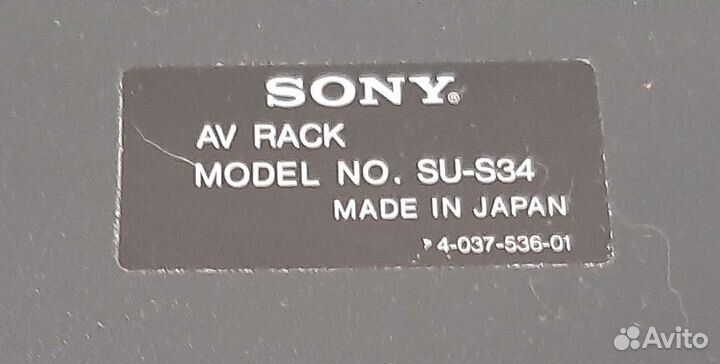 SONY®
AV RACK
MODEL NO. SU-S34
MADE IN JAPAN
4-037-536-01
Avito